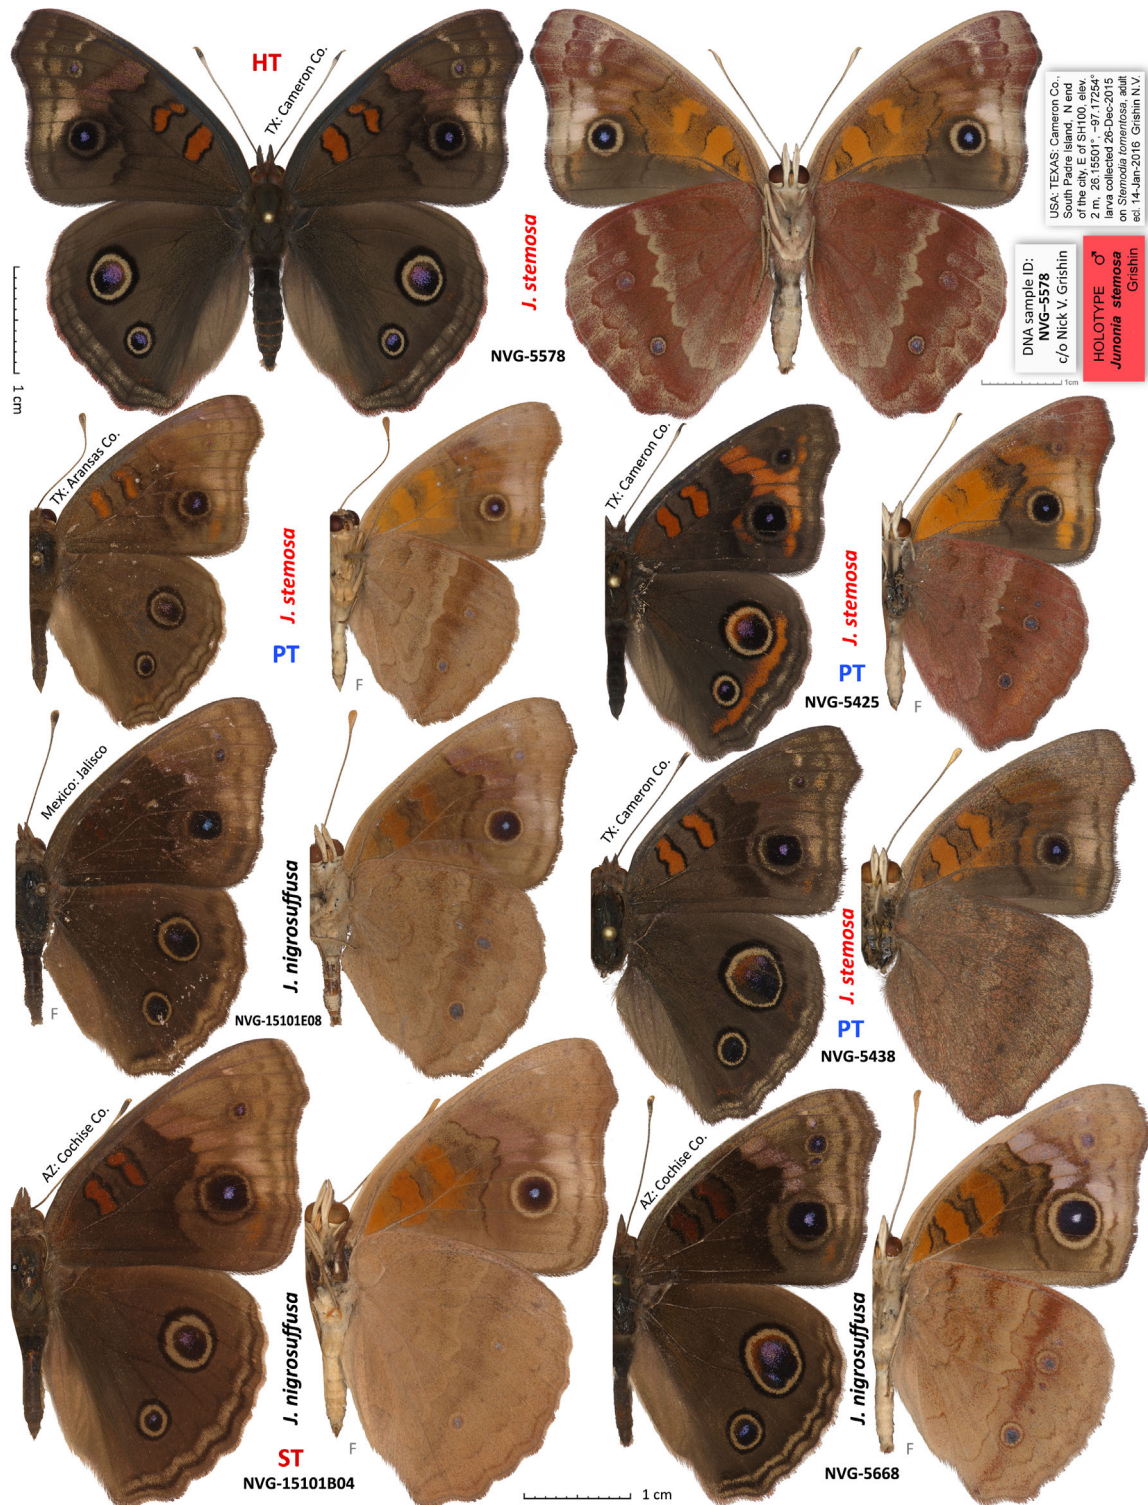 HT
TX: Cameron Co.
J. stemosa
NVG-5578
1 cm
USA: TEXAS: Cameron Co.,
South Padre Island, N end
of the city, E of SH100, elev.
2 m, 26.15501°, −97.17254°
larva collected 26-Dec-2015
on Stemodia tomentosa, adult
ecl. 14-Jan-2016 Grishin N.V.
DNA sample ID:
NVG–5578
c/o Nick V. Grishin
HOLOTYPE ♂
Junonia stemosa
Grishin
1cm
TX: Aransas Co.
J. stemosa
PT
F
TX: Cameron Co.
J. stemosa
PT
NVG-5425
F
Mexico: Jalisco
F
J. nigrosuffusa
NVG-15101E08
TX: Cameron Co.
J. stemosa
PT
NVG-5438
AZ: Cochise Co.
J. nigrosuffusa
ST
NVG-15101B04
F
AZ: Cochise Co.
J. nigrosuffusa
NVG-5668
F
1 cm